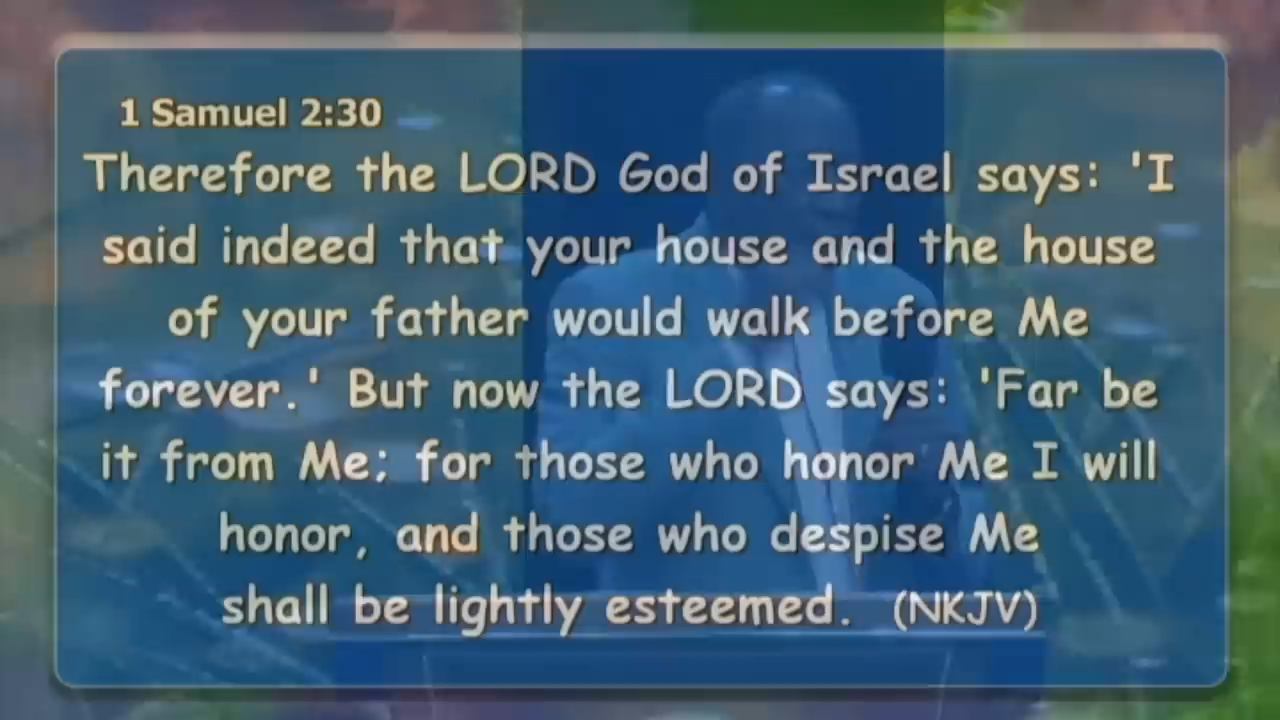 1 Samuel 2:30
Therefore the LORD God of Israel says: 'I
said indeed that your house and the house
of your father would walk before Me
forever.' But now the LORD says: 'Far be
it from Me; for those who honor Me I will
honor, and those who despise Me
shall be lightly esteemed. (NKJV)